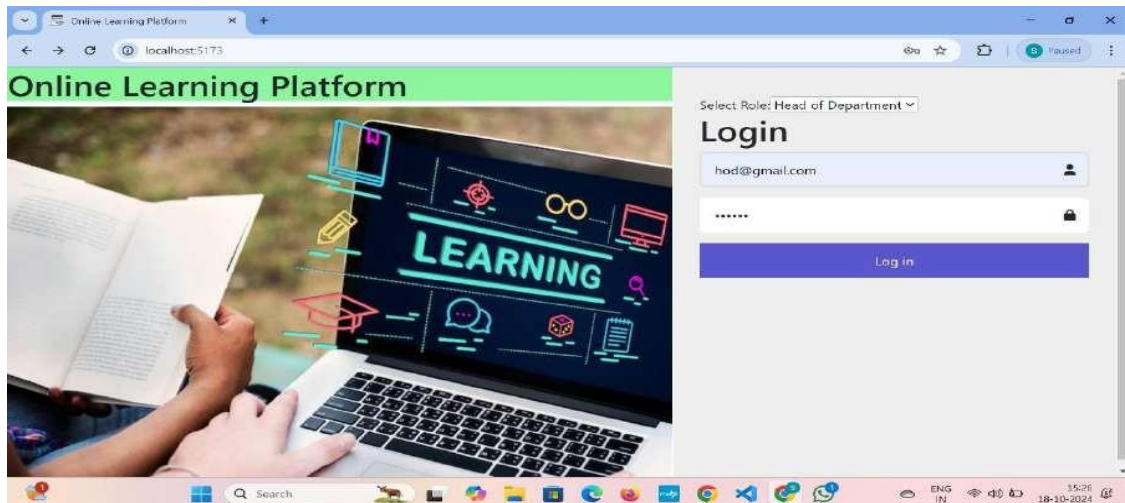 Online Learning Platform
localhost:5173
Paused
Online Learning Platform
Select Role: Head of Department
Login
hod@gmail.com
Log in
LEARNING
Search
ENG
IN
15:26
18-10-2024